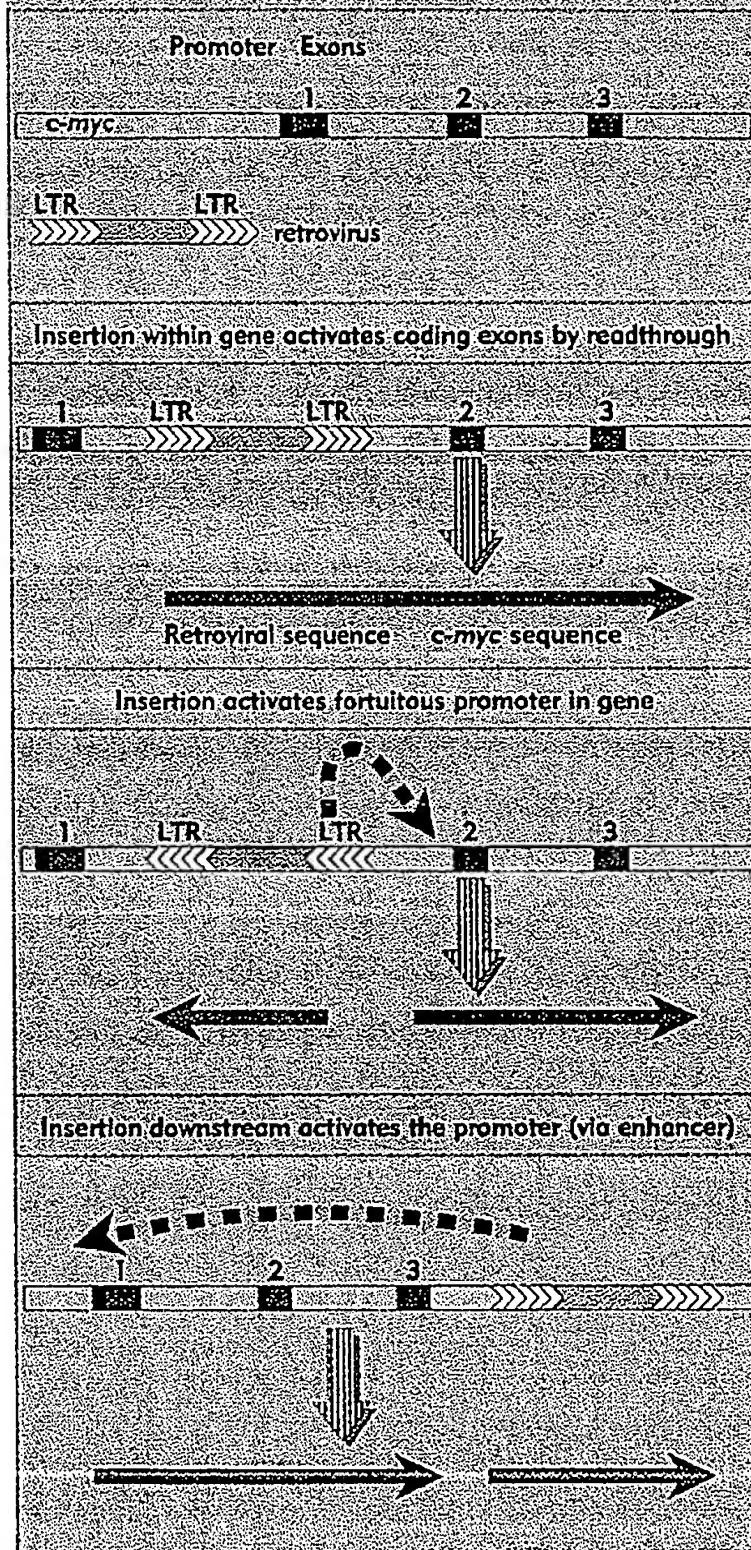 Promoter Exons
1 2 3
c-myc
LTR LTR
retrovirus
Insertion within gene activates coding exons by readthrough
1 LTR LTR 2 3
Retroviral sequence c-myc sequence
Insertion activates fortuitous promoter in gene
1 LTR LTR 2 3
Insertion downstream activates the promoter (via enhancer)
1 2 3